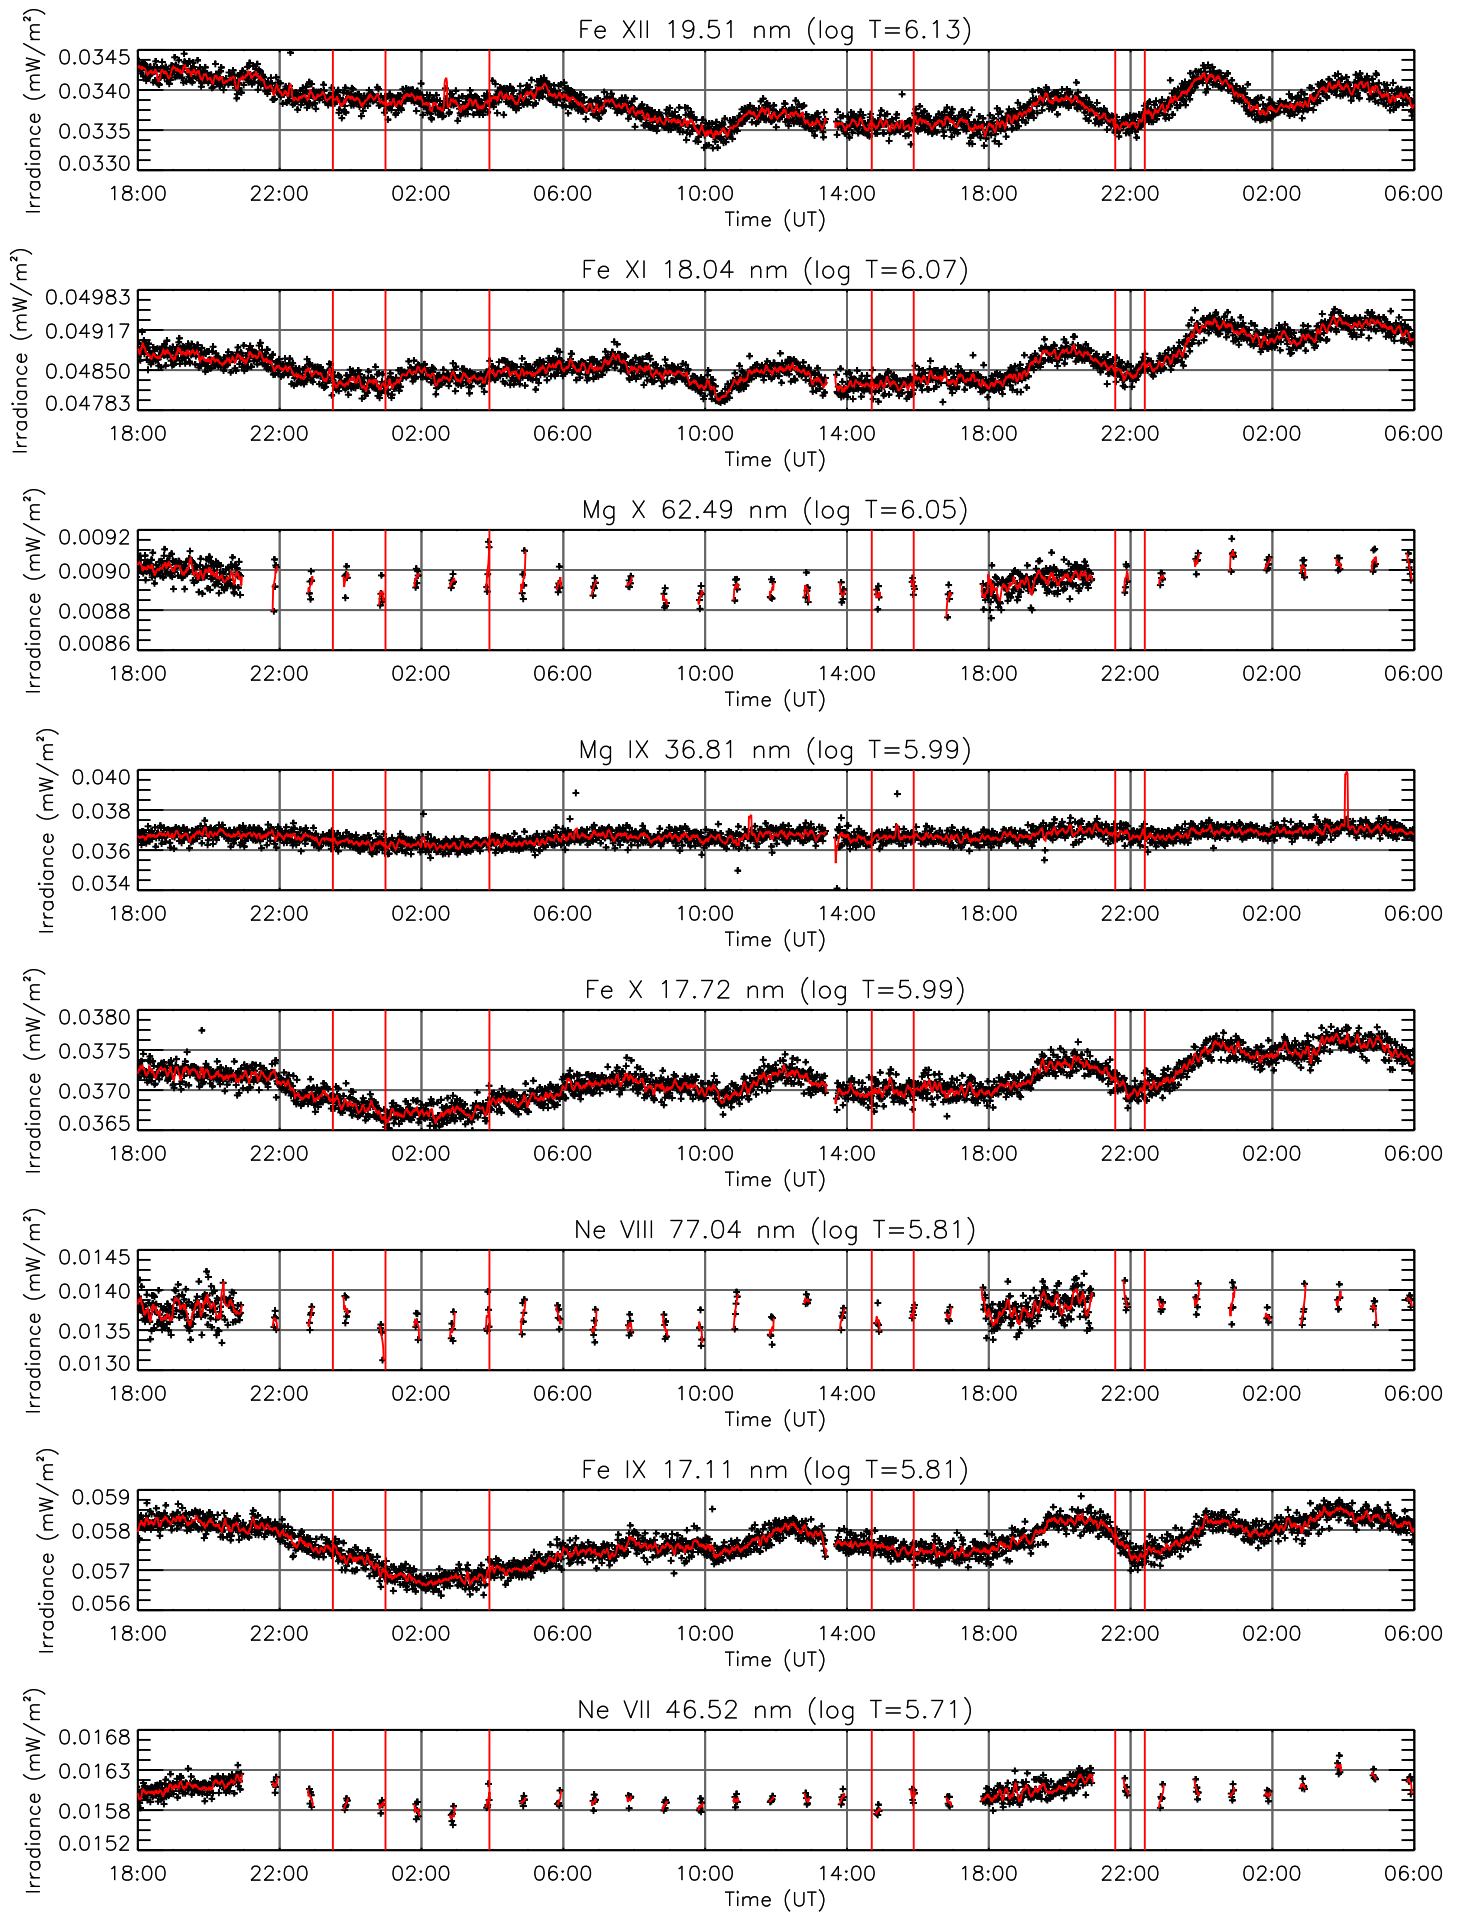 Fe XII 19.51 nm (log T=6.13)
Irradiance (mW/m²)
0.0345
0.0340
0.0335
0.0330
18:00 22:00 02:00 06:00 10:00 14:00 18:00 22:00 02:00 06:00
Time (UT)
Fe XI 18.04 nm (log T=6.07)
Irradiance (mW/m²)
0.04983
0.04917
0.04850
0.04783
18:00 22:00 02:00 06:00 10:00 14:00 18:00 22:00 02:00 06:00
Time (UT)
Mg X 62.49 nm (log T=6.05)
Irradiance (mW/m²)
0.0092
0.0090
0.0088
0.0086
18:00 22:00 02:00 06:00 10:00 14:00 18:00 22:00 02:00 06:00
Time (UT)
Mg IX 36.81 nm (log T=5.99)
Irradiance (mW/m²)
0.040
0.038
0.036
0.034
18:00 22:00 02:00 06:00 10:00 14:00 18:00 22:00 02:00 06:00
Time (UT)
Fe X 17.72 nm (log T=5.99)
Irradiance (mW/m²)
0.0380
0.0375
0.0370
0.0365
18:00 22:00 02:00 06:00 10:00 14:00 18:00 22:00 02:00 06:00
Time (UT)
Ne VIII 77.04 nm (log T=5.81)
Irradiance (mW/m²)
0.0145
0.0140
0.0135
0.0130
18:00 22:00 02:00 06:00 10:00 14:00 18:00 22:00 02:00 06:00
Time (UT)
Fe IX 17.11 nm (log T=5.81)
Irradiance (mW/m²)
0.059
0.058
0.057
0.056
18:00 22:00 02:00 06:00 10:00 14:00 18:00 22:00 02:00 06:00
Time (UT)
Ne VII 46.52 nm (log T=5.71)
Irradiance (mW/m²)
0.0168
0.0163
0.0158
0.0152
18:00 22:00 02:00 06:00 10:00 14:00 18:00 22:00 02:00 06:00
Time (UT)